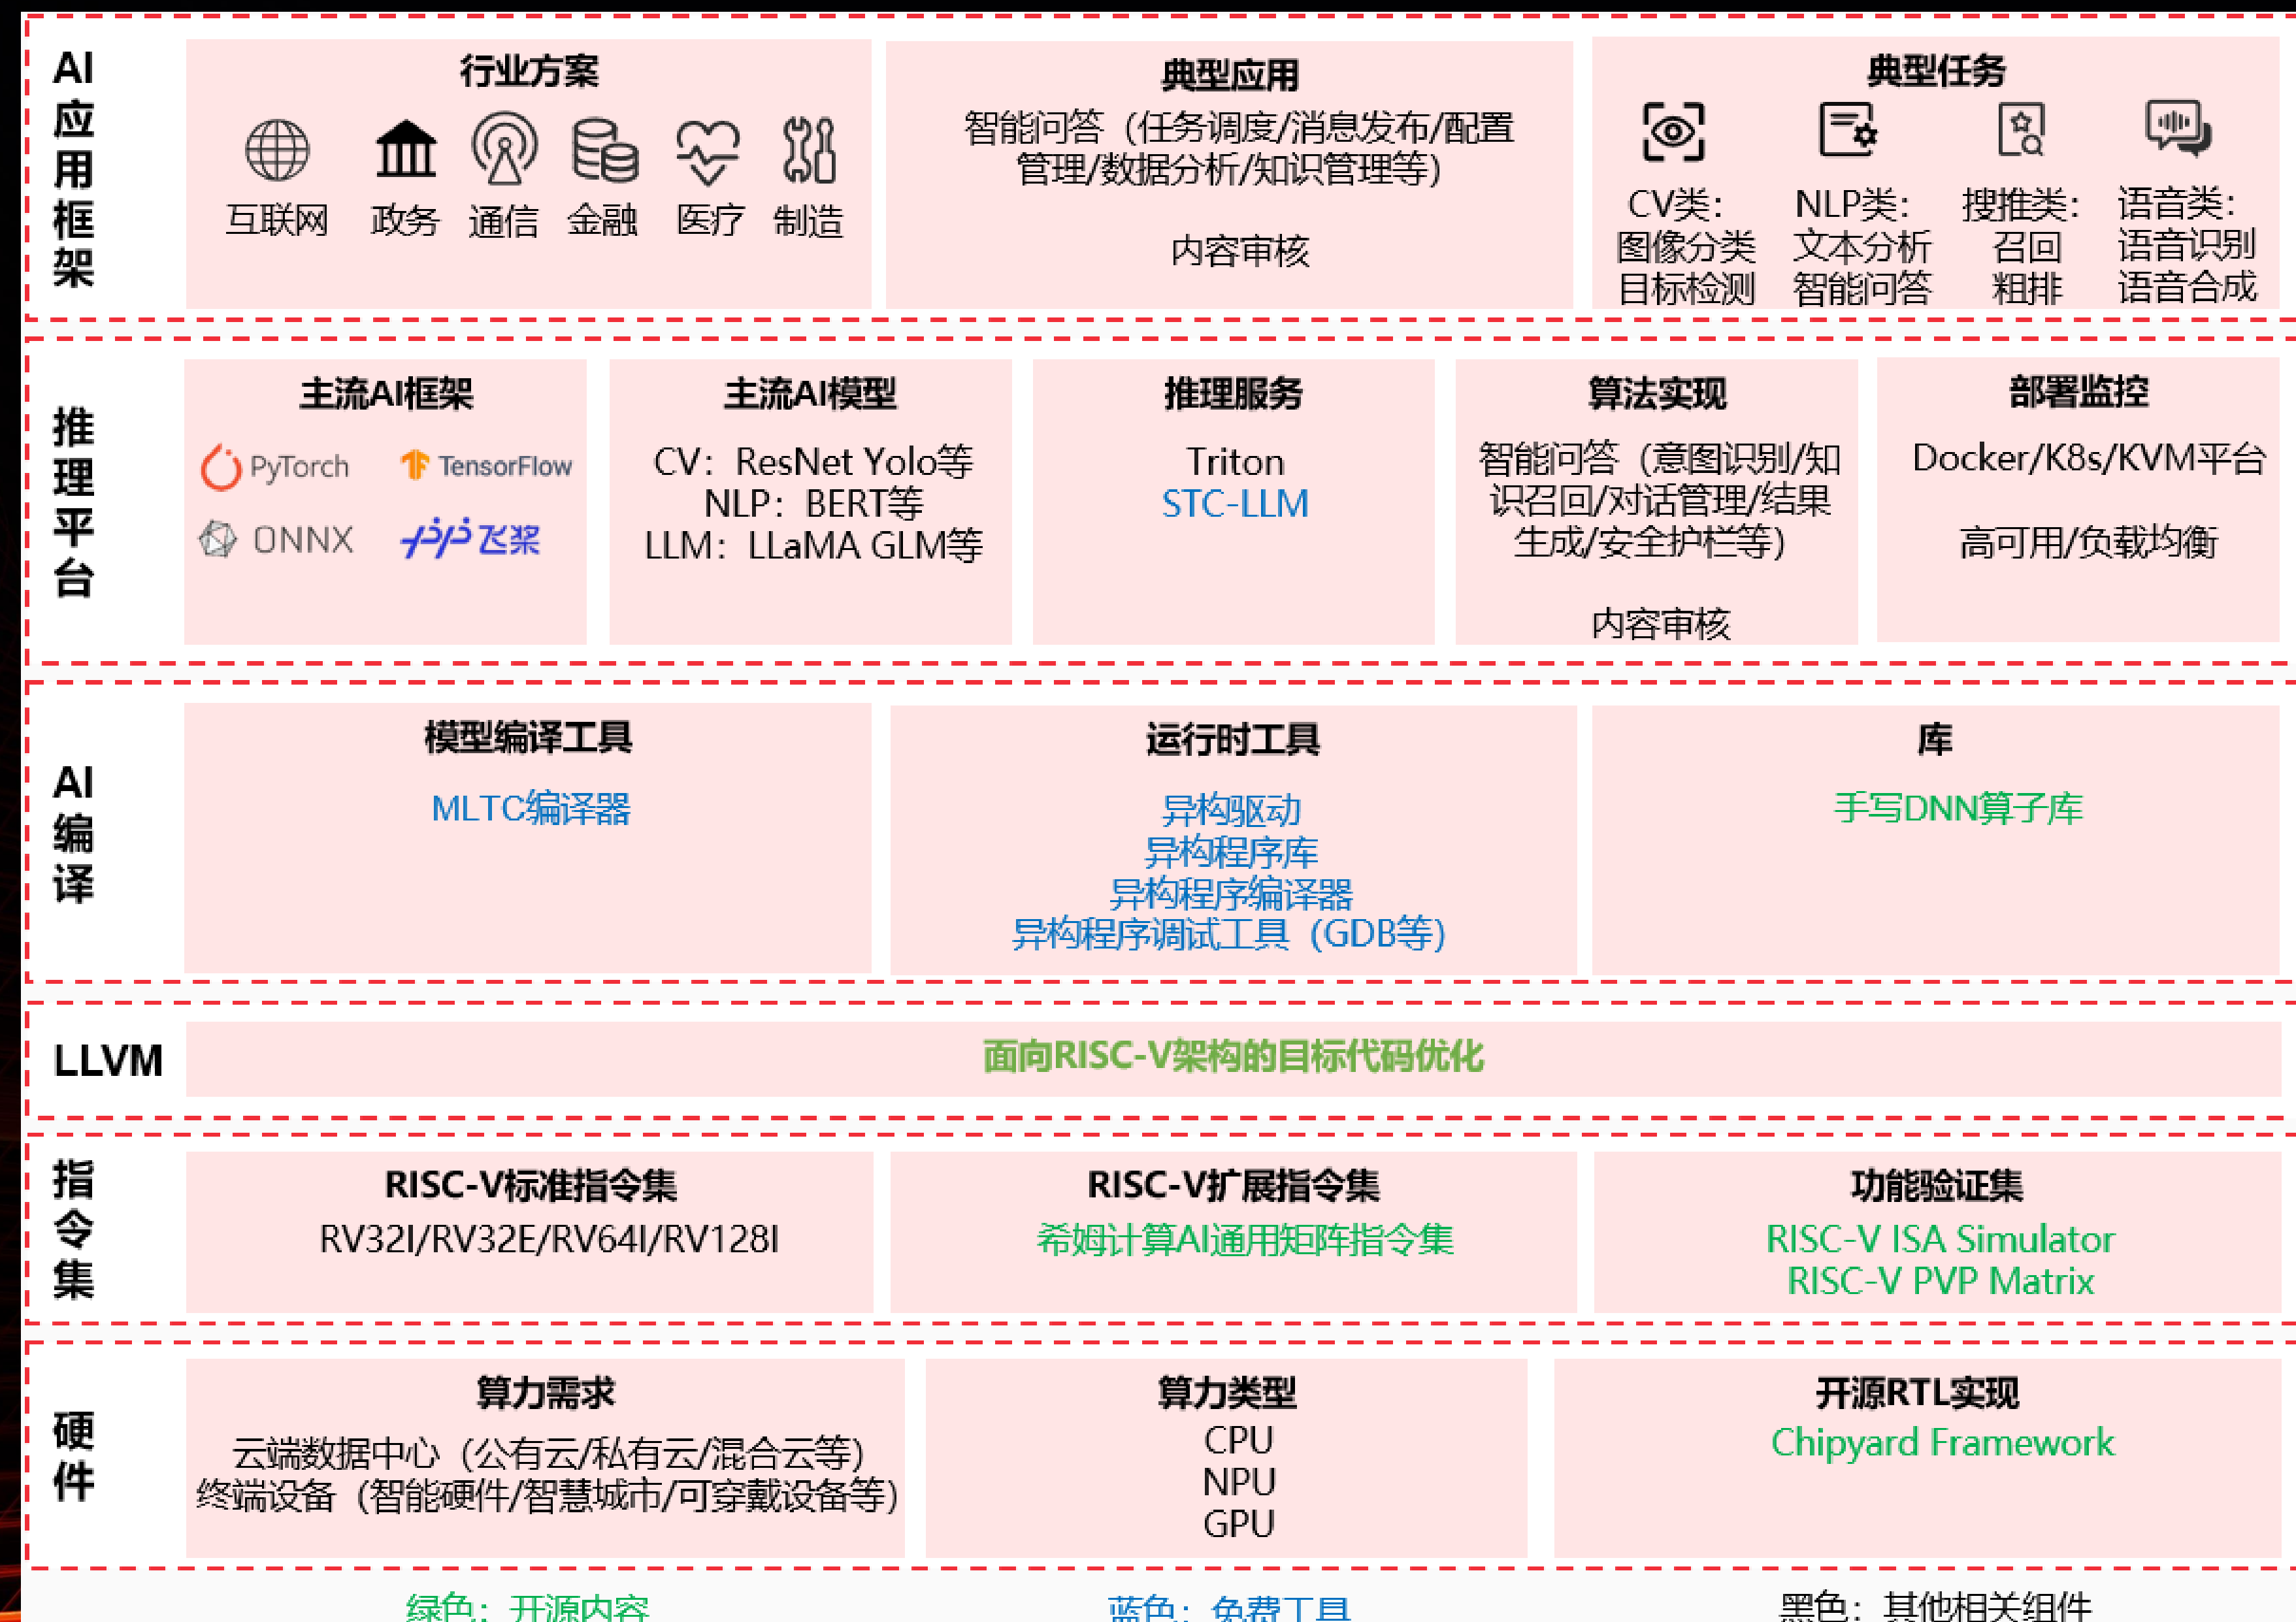 AI应用框架
行业方案
互联网 政务 通信 金融 医疗 制造
典型应用
智能问答（任务调度/消息发布/配置
管理/数据分析/知识管理等）
内容审核
典型任务
CV类：
图像分类
目标检测
NLP类：
文本分析
智能问答
搜推类：
召回
粗排
语音类：
语音识别
语音合成
推理平台
主流AI框架
PyTorch TensorFlow
ONNX 飞桨
主流AI模型
CV：ResNet Yolo等
NLP：BERT等
LLM：LLaMA GLM等
推理服务
Triton
STC-LLM
算法实现
智能问答（意图识别/知
识召回/对话管理/结果
生成/安全护栏等）
内容审核
部署监控
Docker/K8s/KVM平台
高可用/负载均衡
AI编译
模型编译工具
MLTC编译器
运行时工具
异构驱动
异构程序库
异构程序编译器
异构程序调试工具（GDB等）
库
手写DNN算子库
LLVM
面向RISC-V架构的目标代码优化
指令集
RISC-V标准指令集
RV32I/RV32E/RV64I/RV128I
RISC-V扩展指令集
希姆计算AI通用矩阵指令集
功能验证集
RISC-V ISA Simulator
RISC-V PVP Matrix
硬件
算力需求
云端数据中心（公有云/私有云/混合云等）
终端设备（智能硬件/智慧城市/可穿戴设备等）
算力类型
CPU
NPU
GPU
开源RTL实现
Chipyard Framework
绿色：开源内容
蓝色：免费工具
黑色：其他相关组件